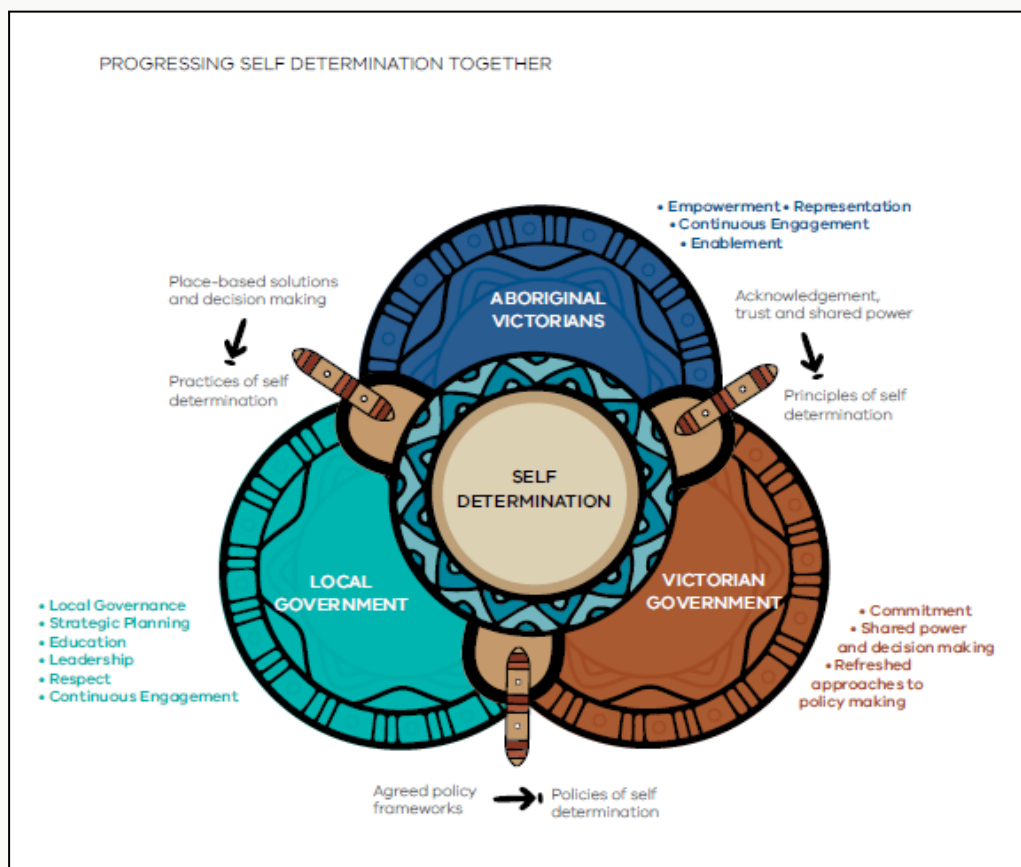 PROGRESSING SELF DETERMINATION TOGETHER
• Empowerment • Representation
• Continuous Engagement
• Enablement
Place-based solutions
and decision making
Practices of self
determination
ABORIGINAL
VICTORIANS
Acknowledgement,
trust and shared power
Principles of self
determination
SELF
DETERMINATION
LOCAL
GOVERNMENT
VICTORIAN
GOVERNMENT
• Local Governance
• Strategic Planning
• Education
• Leadership
• Respect
• Continuous Engagement
• Commitment
• Shared power
and decision making
• Refreshed
approaches to
policy making
Agreed policy
frameworks
Policies of self
determination